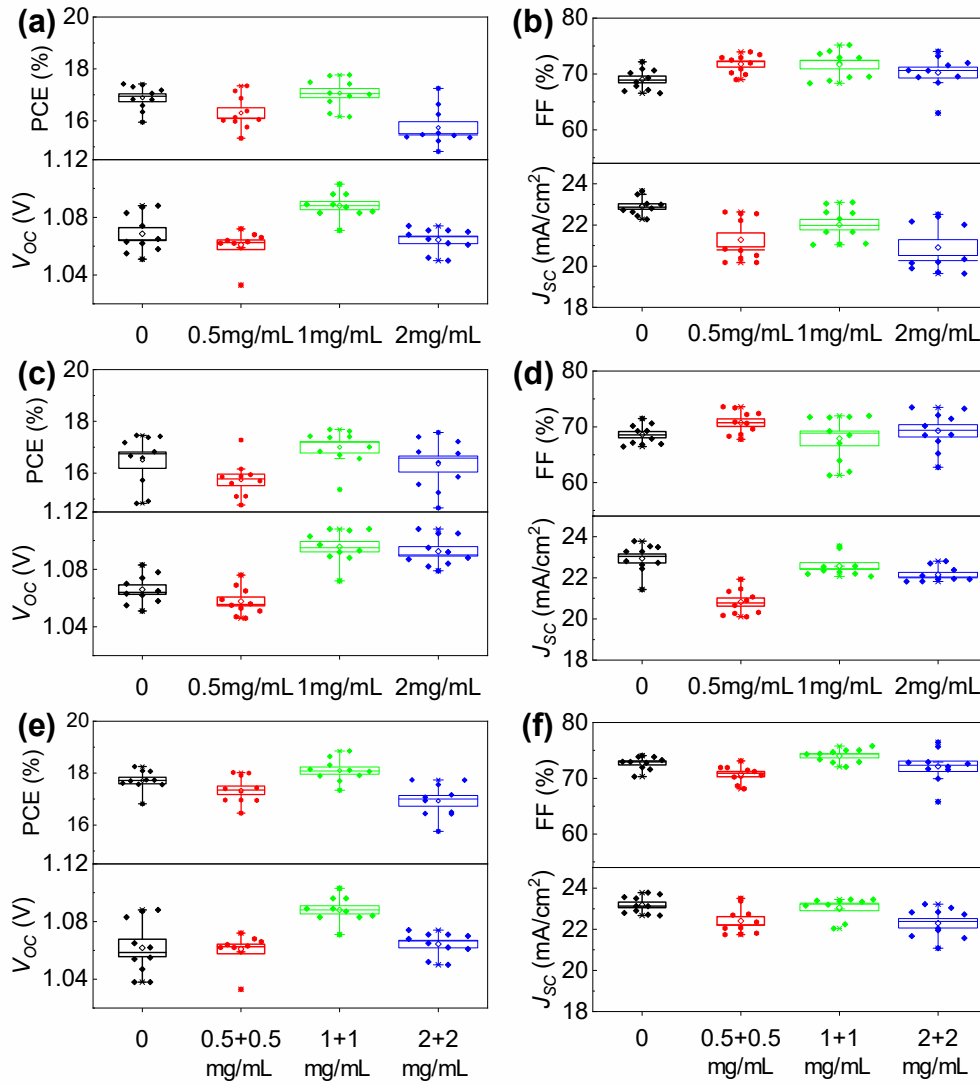 (a)
20
18
16
1.12
1.08
1.04
PCE (%)
VOC (V)
0
0.5mg/mL
1mg/mL
2mg/mL
(b)
80
70
60
24
22
20
18
FF (%)
JSC (mA/cm²)
0
0.5mg/mL
1mg/mL
2mg/mL
(c)
20
18
16
1.12
1.08
1.04
PCE (%)
VOC (V)
0
0.5mg/mL
1mg/mL
2mg/mL
(d)
80
70
60
24
22
20
18
FF (%)
JSC (mA/cm²)
0
0.5mg/mL
1mg/mL
2mg/mL
(e)
20
18
16
1.12
1.08
1.04
PCE (%)
VOC (V)
0
0.5+0.5
mg/mL
1+1
mg/mL
2+2
mg/mL
(f)
80
70
60
24
22
20
18
FF (%)
JSC (mA/cm²)
0
0.5+0.5
mg/mL
1+1
mg/mL
2+2
mg/mL